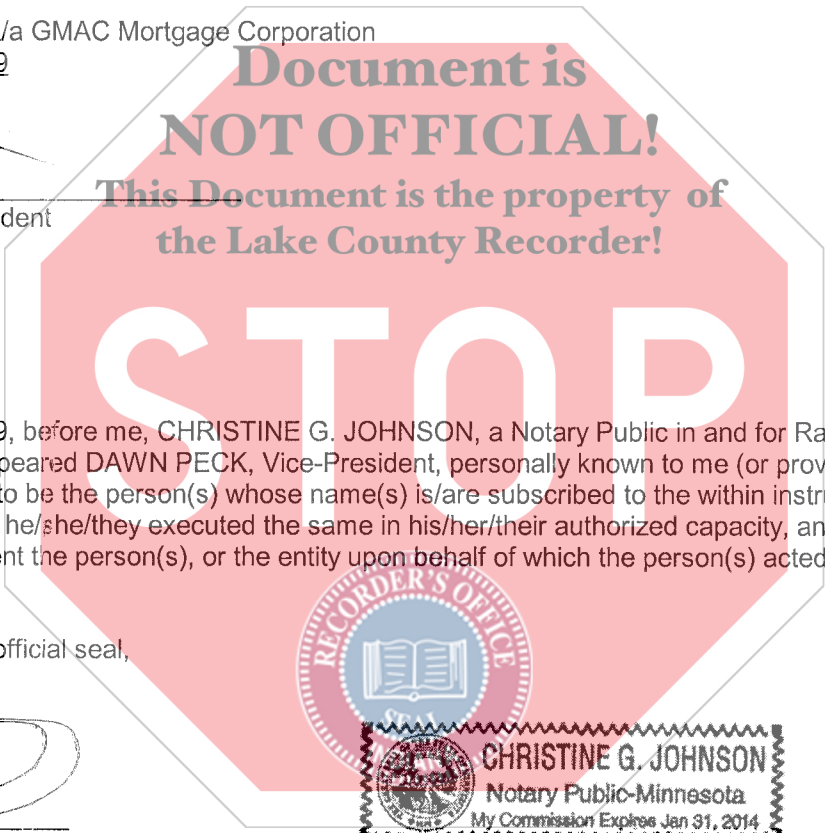 /a GMAC Mortgage Corporation
9
Document is
NOT OFFICIAL!
This Document is the property of
the Lake County Recorder!
dent
STOP
9, before me, CHRISTINE G. JOHNSON, a Notary Public in and for Ra
peared DAWN PECK, Vice-President, personally known to me (or prov
to be the person(s) whose name(s) is/are subscribed to the within instru
he/she/they executed the same in his/her/their authorized capacity, an
nt the person(s), or the entity upon behalf of which the person(s) acted
RECORDER'S OFFICE
official seal,
SEAL
CHRISTINE G. JOHNSON
Notary Public-Minnesota
My Commission Expires Jan 31, 2014